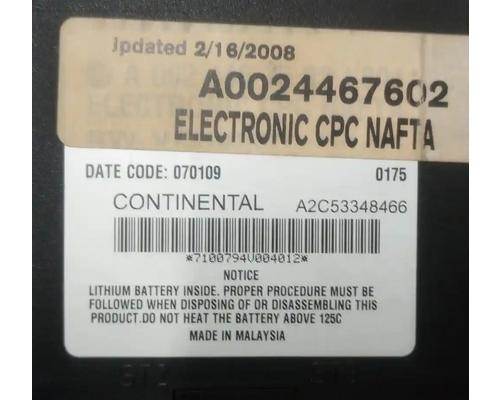 Updated 2/16/2008
A0024467602
ELECTRONIC CPC NAFTA
DATE CODE: 070109 0175
CONTINENTAL A2C53348466
*7100794V004012*
NOTICE
LITHIUM BATTERY INSIDE. PROPER PROCEDURE MUST BE
FOLLOWED WHEN DISPOSING OF OR DISASSEMBLING THIS
PRODUCT.DO NOT HEAT THE BATTERY ABOVE 125C
MADE IN MALAYSIA